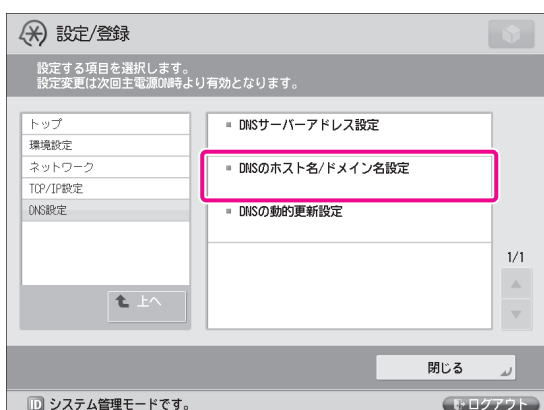 設定/登録
設定する項目を選択します。
設定変更は次回主電源ON時より有効となります。
トップ
環境設定
ネットワーク
TCP/IP設定
DNS設定
上へ
DNSサーバーアドレス設定
DNSのホスト名/ドメイン名設定
DNSの動的更新設定
1/1
閉じる
ID システム管理モードです。
ログアウト